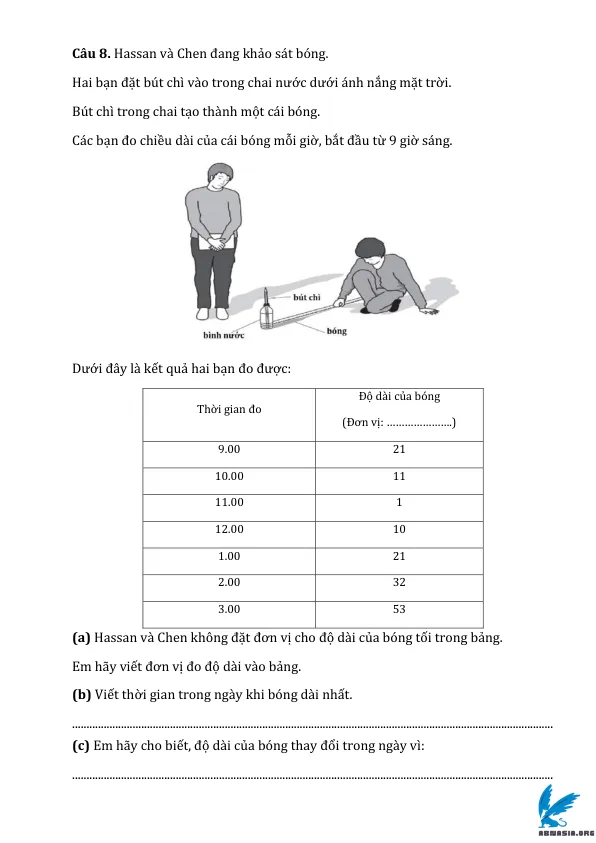 Câu 8. Hassan và Chen đang khảo sát bóng.
Hai bạn đặt bút chì vào trong chai nước dưới ánh nắng mặt trời.
Bút chì trong chai tạo thành một cái bóng.
Các bạn đo chiều dài của cái bóng mỗi giờ, bắt đầu từ 9 giờ sáng.
bút chì
bình nước
bóng
Dưới đây là kết quả hai bạn đo được:
Thời gian đo
Độ dài của bóng
(Đơn vị: ………………….)
9.00 21
10.00 11
11.00 1
12.00 10
1.00 21
2.00 32
3.00 53
(a) Hassan và Chen không đặt đơn vị cho độ dài của bóng tối trong bảng.
Em hãy viết đơn vị đo độ dài vào bảng.
(b) Viết thời gian trong ngày khi bóng dài nhất.
(c) Em hãy cho biết, độ dài của bóng thay đổi trong ngày vì:
ABNASIA.ORG